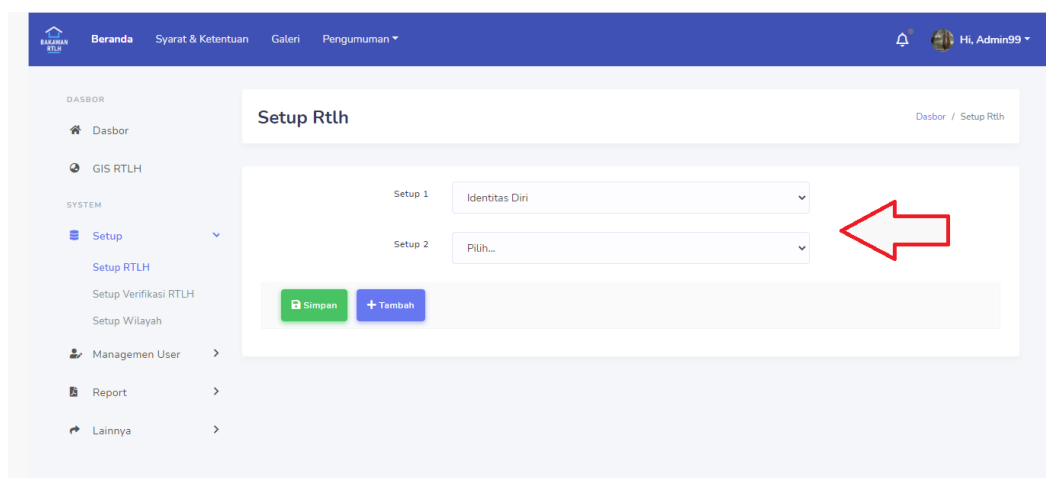 BAKAWAN
RTLH
Beranda Syarat & Ketentuan Galeri Pengumuman
Hi, Admin99
DASBOR
Dasbor
GIS RTLH
SYSTEM
Setup
Setup RTLH
Setup Verifikasi RTLH
Setup Wilayah
Managemen User
Report
Lainnya
Setup Rtlh
Dasbor / Setup Rtlh
Setup 1 Identitas Diri
Setup 2 Pilih...
Simpan Tambah